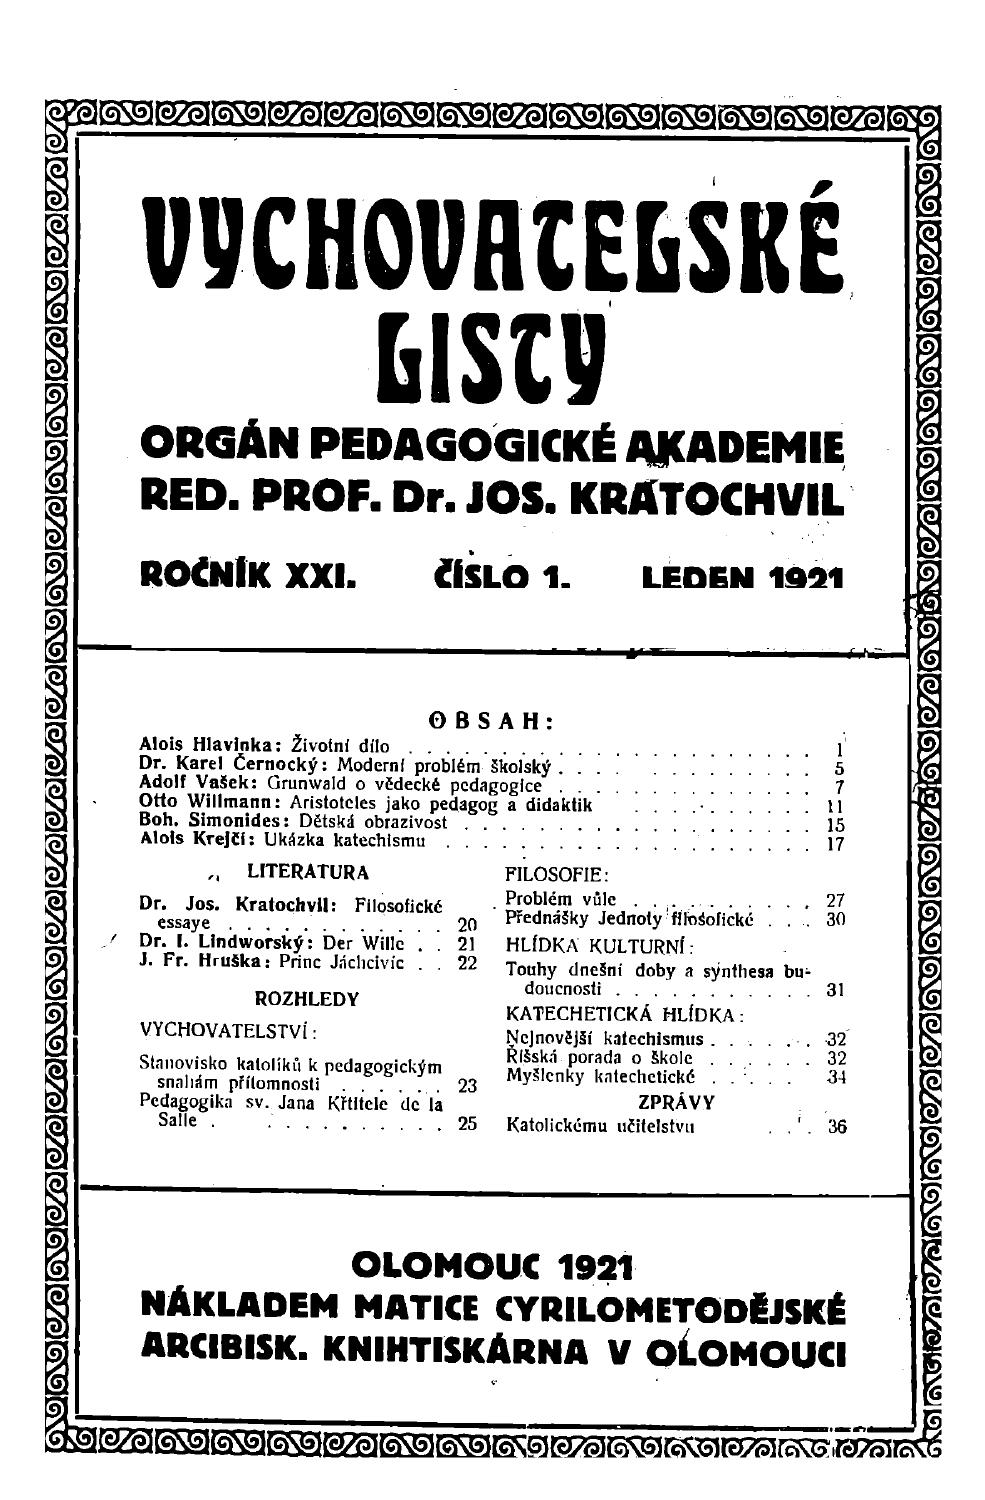 VYCHOVATELSKÉ
LISTY
ORGÁN PEDAGOGICKÉ AKADEMIE
RED. PROF. Dr. JOS. KRATOCHVIL
ROČNÍK XXI. ČÍSLO 1. LEDEN 1921
OBSAH:
Alois Hlavinka: Životní dílo . . . . . . . . . . . . . . . . . . . 1
Dr. Karel Černocký: Moderní problém školský . . . . . . . . . . . 5
Adolf Vašek: Grunwald o vědecké pedagogice . . . . . . . . . . . 7
Otto Willmann: Aristoteles jako pedagog a didaktik . . . . . . . . 11
Boh. Simonides: Dětská obrazivost . . . . . . . . . . . . . . . . 15
Alois Krejčí: Ukázka katechismu . . . . . . . . . . . . . . . . . 17
LITERATURA
Dr. Jos. Kratochvil: Filosofické
essaye . . . . . . . . . . . 20
Dr. I. Lindworský: Der Wille . . 21
J. Fr. Hruška: Princ Jáchcivíc . . 22
ROZHLEDY
VYCHOVATELSTVÍ:
Stanovisko katolíků k pedagogickým
snahám přítomnosti . . . . . . 23
Pedagogika sv. Jana Křtitele de la
Salle . . . . . . . . . . . 25
FILOSOFIE:
Problém vůle . . . . . . . . . . 27
Přednášky Jednoty filosofické . . . 30
HLÍDKA KULTURNÍ:
Touhy dnešní doby a synthesa bu-
doucnosti . . . . . . . . . . . 31
KATECHETICKÁ HLÍDKA:
Nejnovější katechismus . . . . . . 32
Říšská porada o škole . . . . . . 32
Myšlenky katechetické . . . . . 34
ZPRÁVY
Katolickému učitelstvu . . . 36
OLOMOUC 1921
NÁKLADEM MATICE CYRILOMETODĚJSKÉ
ARCIBISK. KNIHTISKÁRNA V OLOMOUCI